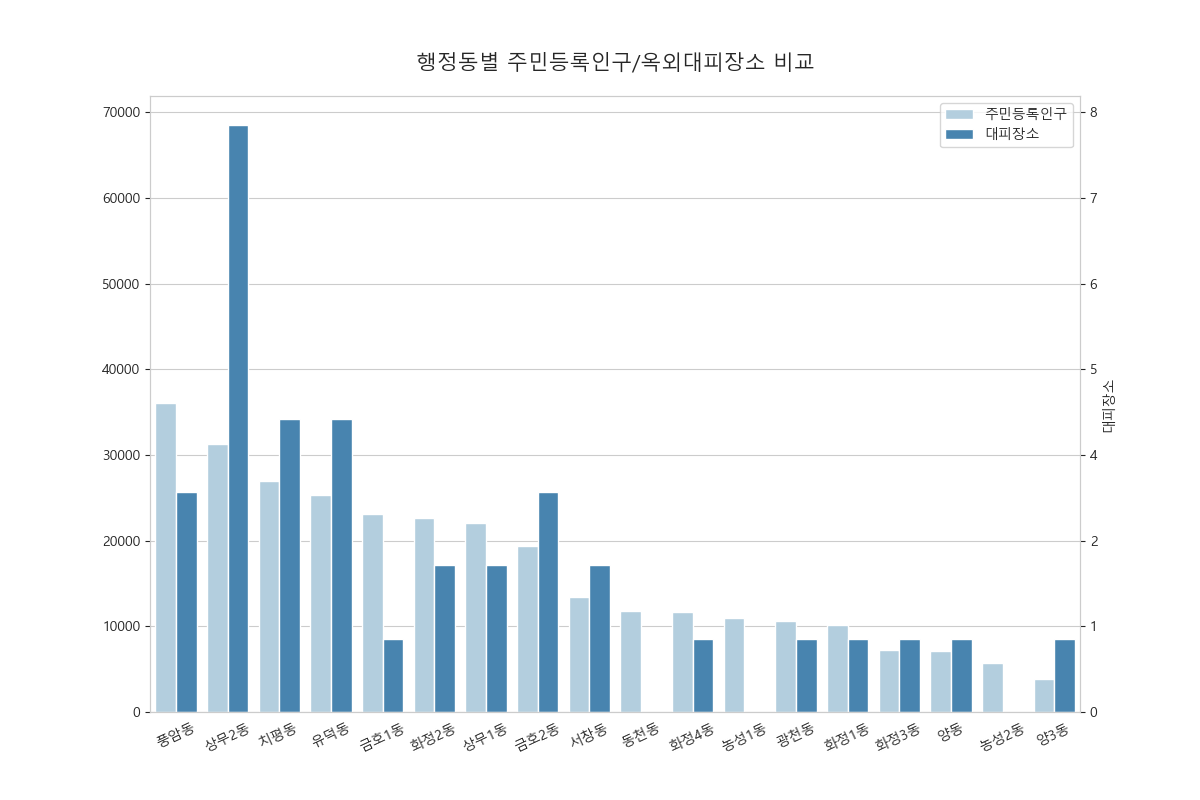 행정동별 주민등록인구/옥외대피장소 비교
주민등록인구
대피장소
70000
60000
50000
40000
30000
20000
10000
0
8
7
6
5
4
2
1
0
대피장소
풍암동
상무2동
치평동
유덕동
금호1동
화정2동
상무1동
금호2동
서창동
동천동
화정4동
농성1동
광천동
화정1동
화정3동
양동
농성2동
양3동